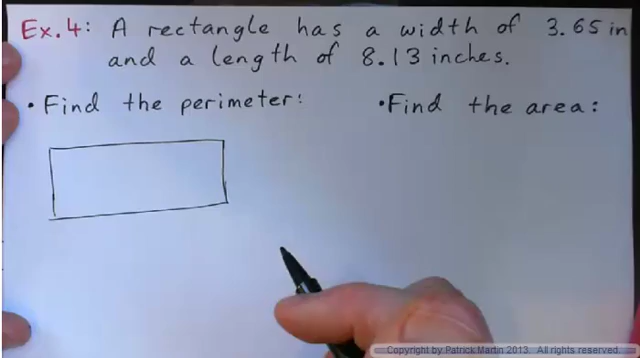 Ex.4: A rectangle has a width of 3.65 in
and a length of 8.13 inches.
• Find the perimeter:
• Find the area:
Copyright by Patrick Martin 2013. All rights reserved.